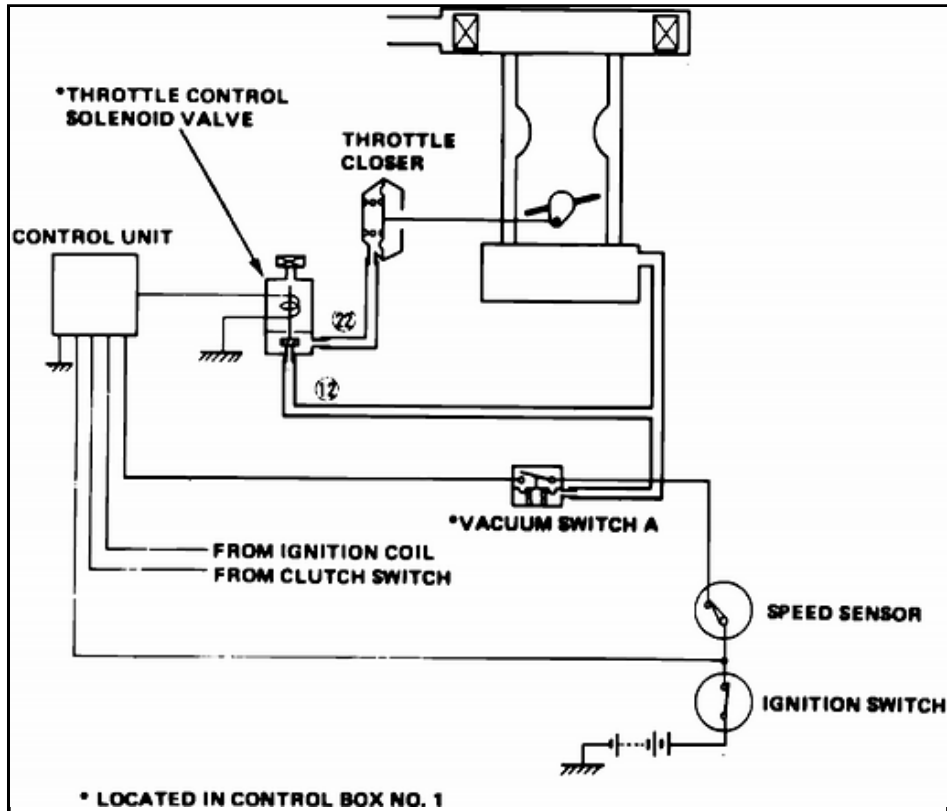 *THROTTLE CONTROL
SOLENOID VALVE
THROTTLE
CLOSER
CONTROL UNIT
22
12
*VACUUM SWITCH A
FROM IGNITION COIL
FROM CLUTCH SWITCH
SPEED SENSOR
IGNITION SWITCH
* LOCATED IN CONTROL BOX NO. 1